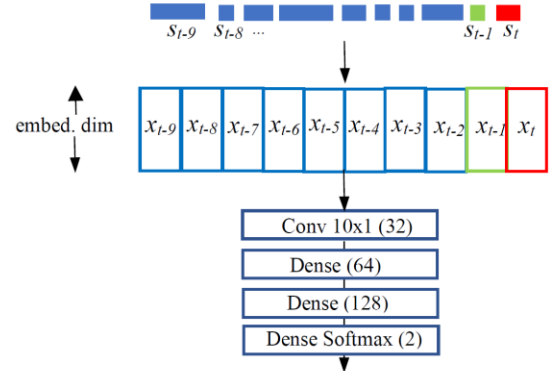 s_{t-9} s_{t-8} ... s_{t-1} s_t
embed. dim x_{t-9} x_{t-8} x_{t-7} x_{t-6} x_{t-5} x_{t-4} x_{t-3} x_{t-2} x_{t-1} x_t
Conv 10x1 (32)
Dense (64)
Dense (128)
Dense Softmax (2)